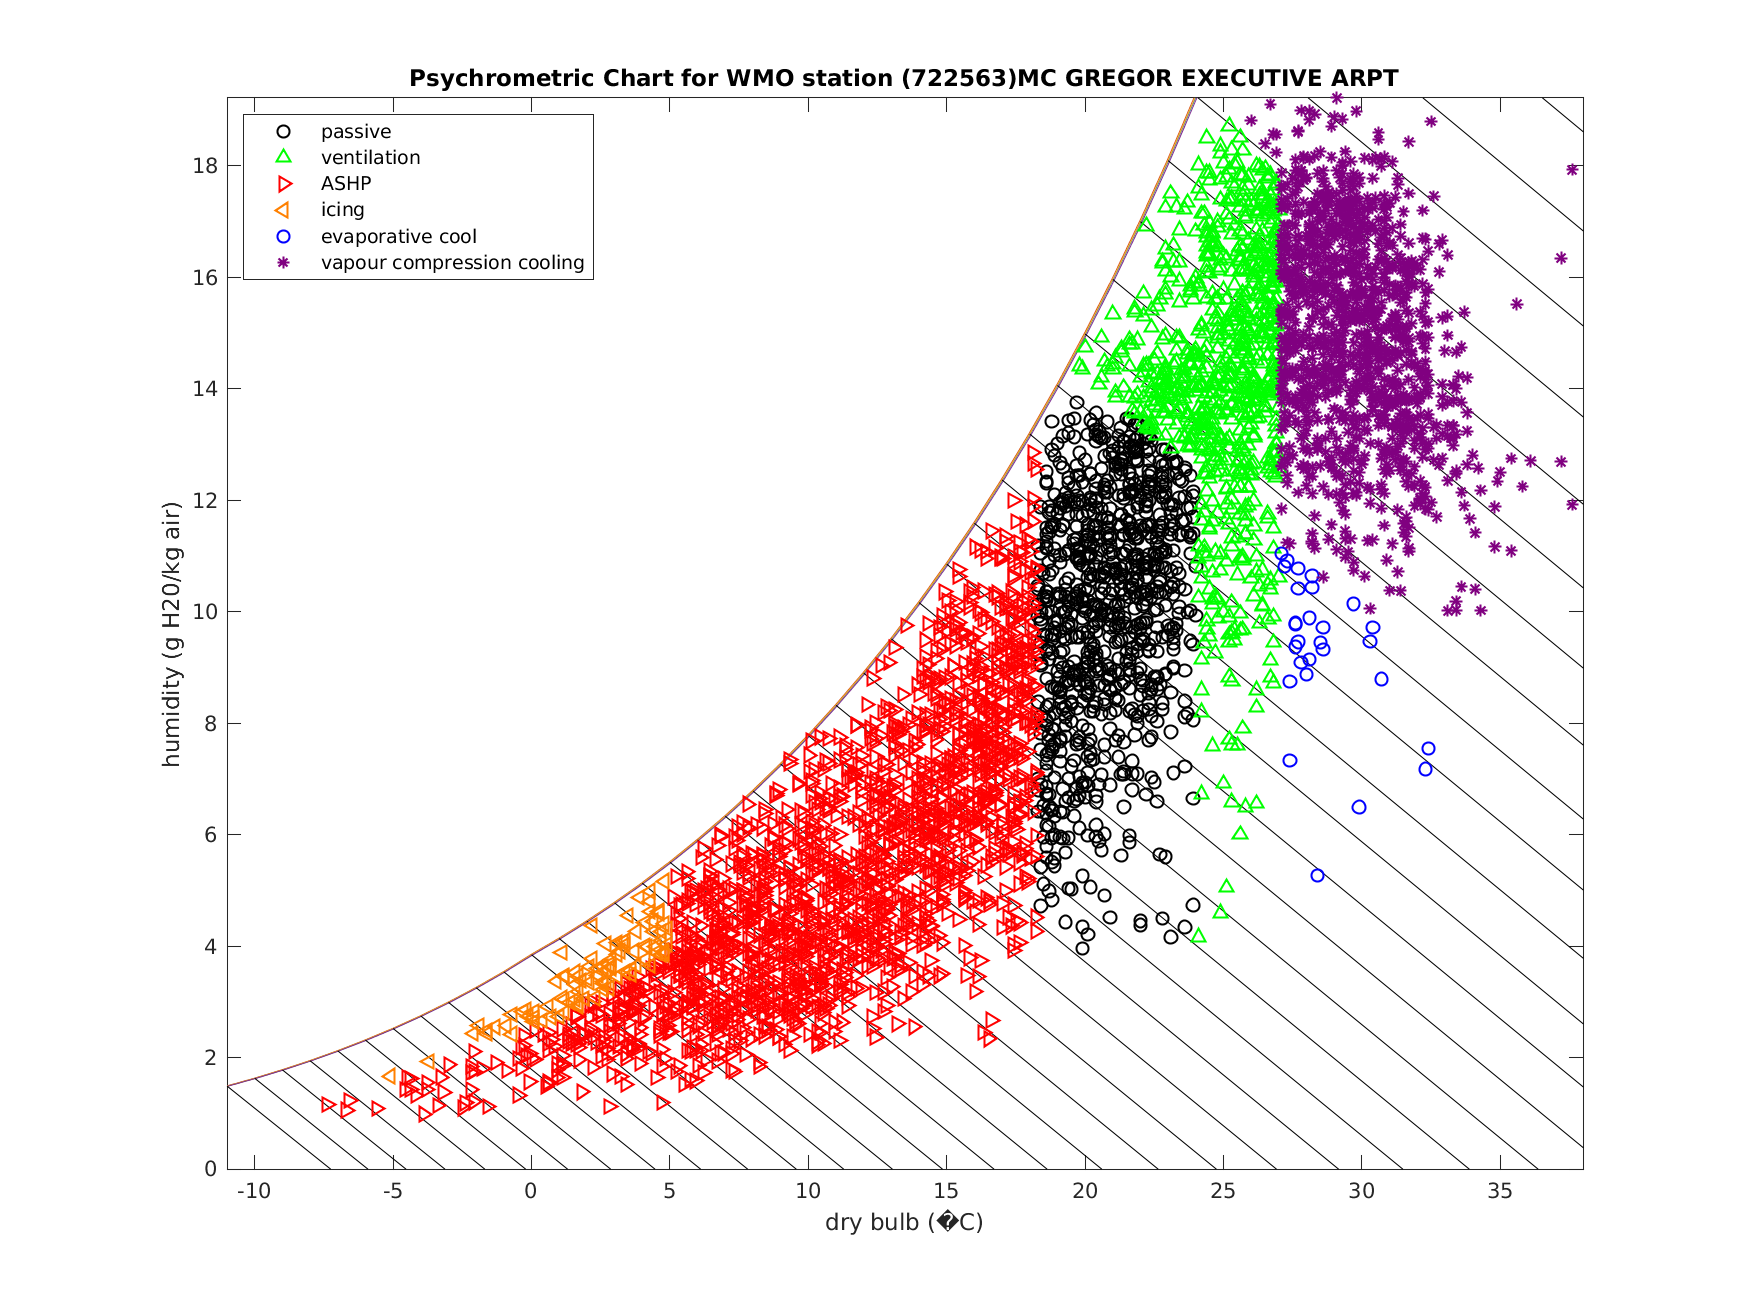 Psychrometric Chart for WMO station (722563)MC GREGOR EXECUTIVE ARPT
passive
ventilation
ASHP
icing
evaporative cool
vapour compression cooling
18
16
14
12
10
8
6
4
2
0
humidity (g H20/kg air)
-10 -5 0 5 10 15 20 25 30 35
dry bulb (�C)